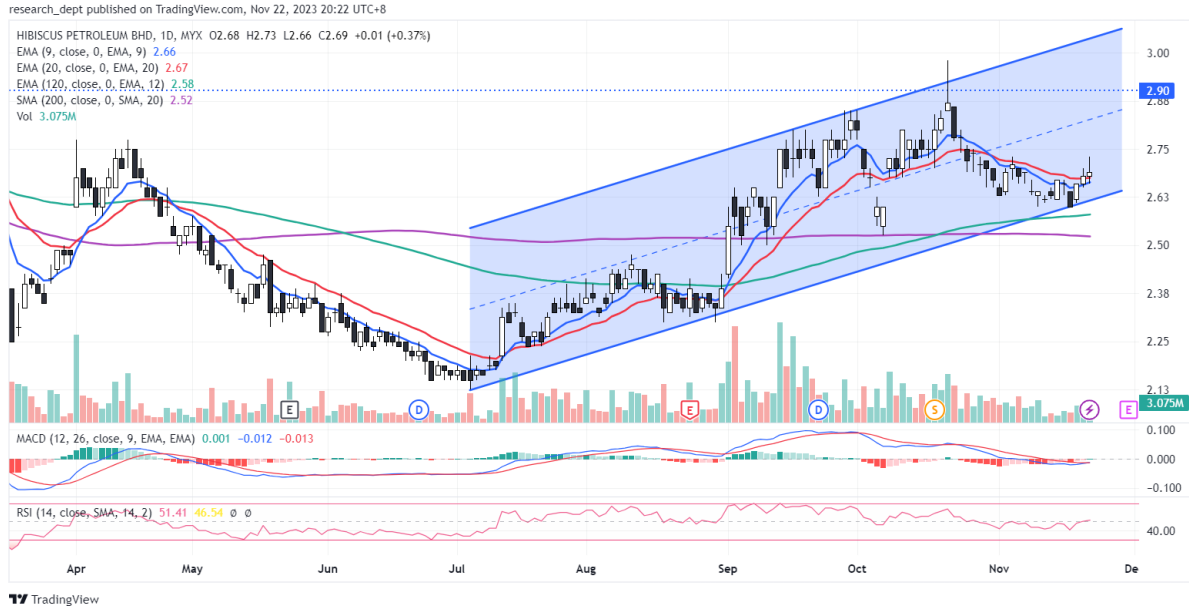 research_dept published on TradingView.com, Nov 22, 2023 20:22 UTC+8
HIBISCUS PETROLEUM BHD, 1D, MYX O2.68 H2.73 L2.66 C2.69 +0.01 (+0.37%)
EMA (9, close, 0, EMA, 9) 2.66
EMA (20, close, 0, EMA, 20) 2.67
EMA (120, close, 0, EMA, 12) 2.58
SMA (200, close, 0, SMA, 20) 2.52
Vol 3.075M
3.00
2.90
2.88
2.75
2.63
2.50
2.38
2.25
2.13
3.075M
E
D
E
D
S
E
MACD (12, 26, close, 9, EMA, EMA) 0.001 −0.012 −0.013
0.100
0.000
−0.100
RSI (14, close, SMA, 14, 2) 51.41 46.54 ø ø
40.00
Apr May Jun Jul Aug Sep Oct Nov De
TradingView